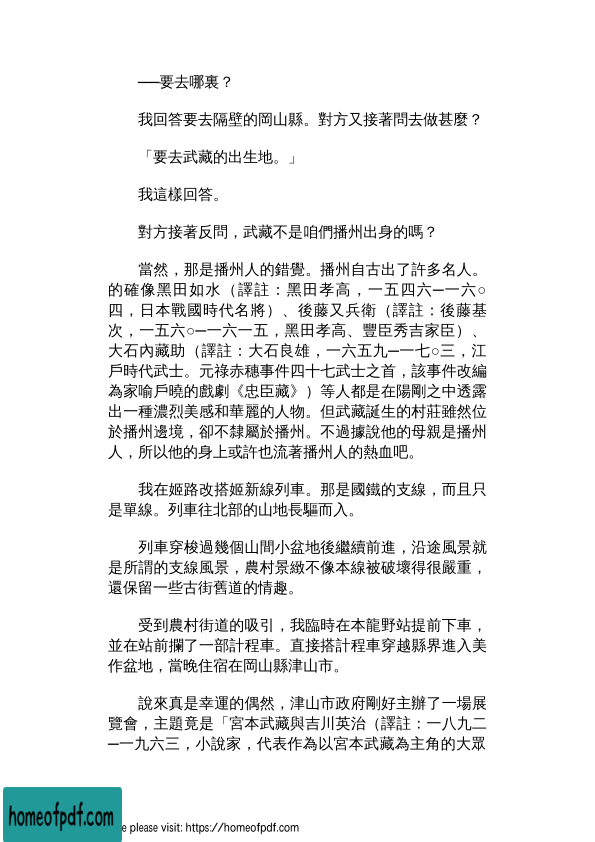 ──要去哪裏？
我回答要去隔壁的岡山縣。對方又接著問去做甚麼？
「要去武藏的出生地。」
我這樣回答。
對方接著反問，武藏不是咱們播州出身的嗎？
當然，那是播州人的錯覺。播州自古出了許多名人。
的確像黑田如水（譯註：黑田孝高，一五四六─一六○
四，日本戰國時代名將）、後藤又兵衛（譯註：後藤基
次，一五六○─一六一五，黑田孝高、豐臣秀吉家臣）、
大石內藏助（譯註：大石良雄，一六五九─一七○三，江
戶時代武士。元祿赤穗事件四十七武士之首，該事件改編
為家喻戶曉的戲劇《忠臣藏》）等人都是在陽剛之中透露
出一種濃烈美感和華麗的人物。但武藏誕生的村莊雖然位
於播州邊境，卻不隸屬於播州。不過據說他的母親是播州
人，所以他的身上或許也流著播州人的熱血吧。
我在姬路改搭姬新線列車。那是國鐵的支線，而且只
是單線。列車往北部的山地長驅而入。
列車穿梭過幾個山間小盆地後繼續前進，沿途風景就
是所謂的支線風景，農村景緻不像本線被破壞得很嚴重，
還保留一些古街舊道的情趣。
受到農村街道的吸引，我臨時在本龍野站提前下車，
並在站前攔了一部計程車。直接搭計程車穿越縣界進入美
作盆地，當晚住宿在岡山縣津山市。
說來真是幸運的偶然，津山市政府剛好主辦了一場展
覽會，主題竟是「宮本武藏與吉川英治（譯註：一八九二
─一九六三，小說家，代表作為以宮本武藏為主角的大眾
homeofpdf.com
e please visit: https://homeofpdf.com